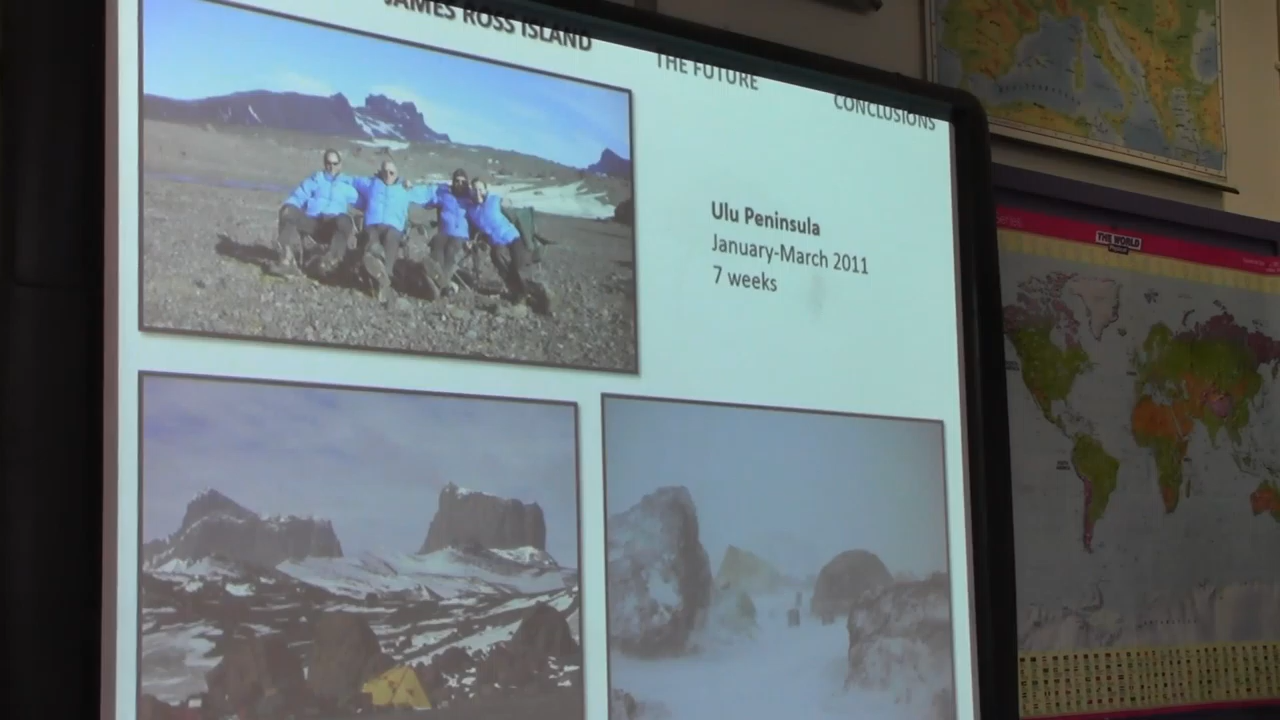 JAMES ROSS ISLAND
THE FUTURE
CONCLUSIONS
Ulu Peninsula
January-March 2011
7 weeks
THE WORLD